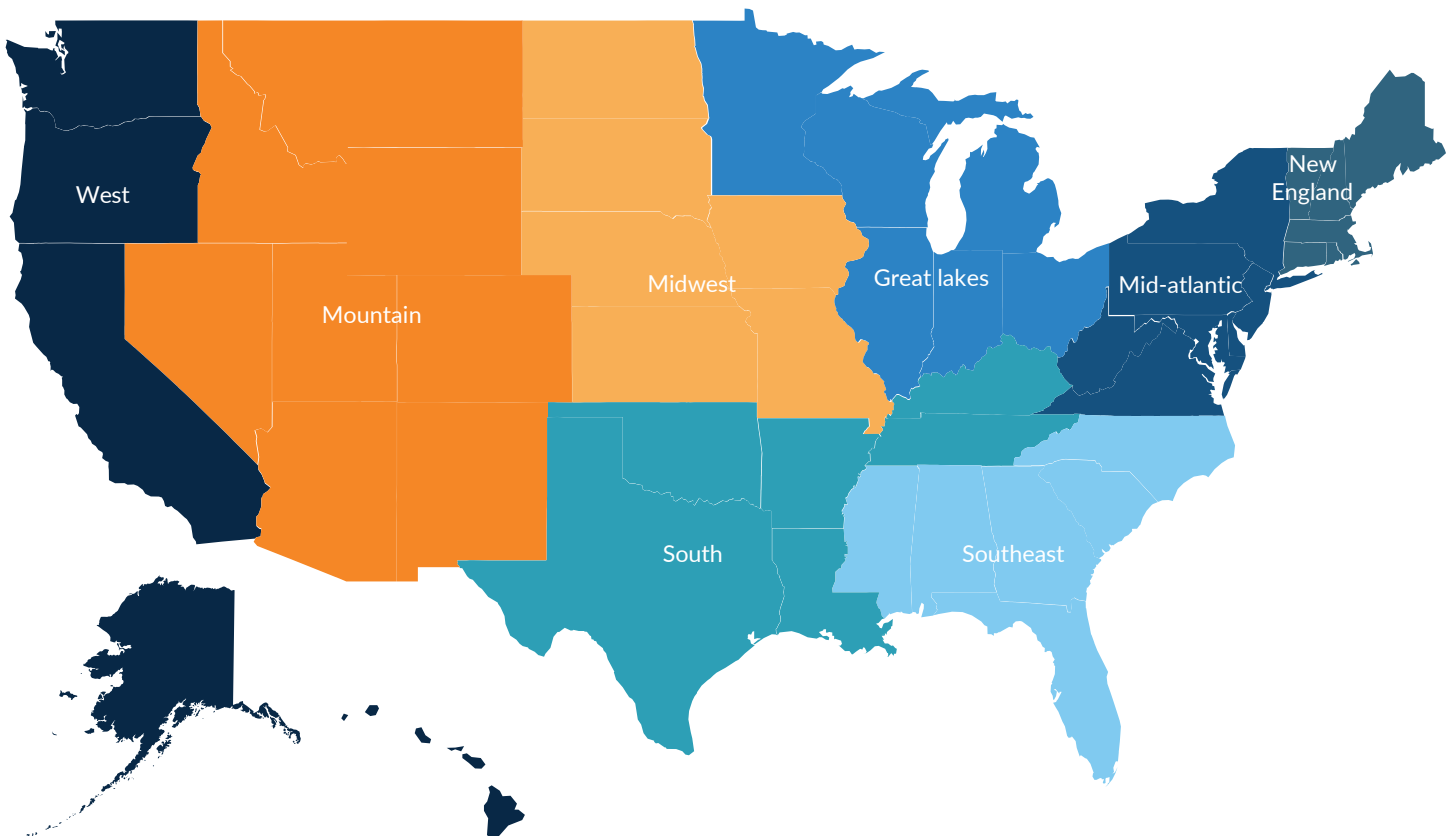 New
England
West
Midwest
Great lakes
Mid-atlantic
Mountain
South
Southeast